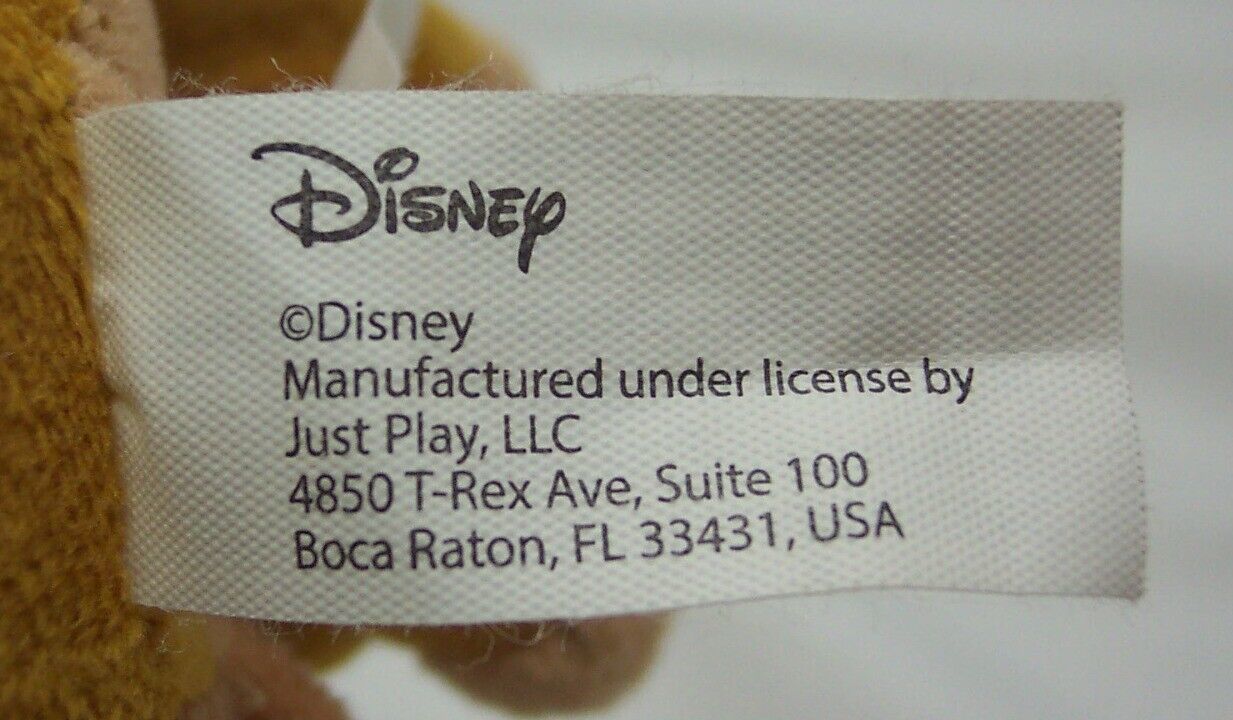 Disney
©Disney
Manufactured under license by
Just Play, LLC
4850 T-Rex Ave, Suite 100
Boca Raton, FL 33431, USA